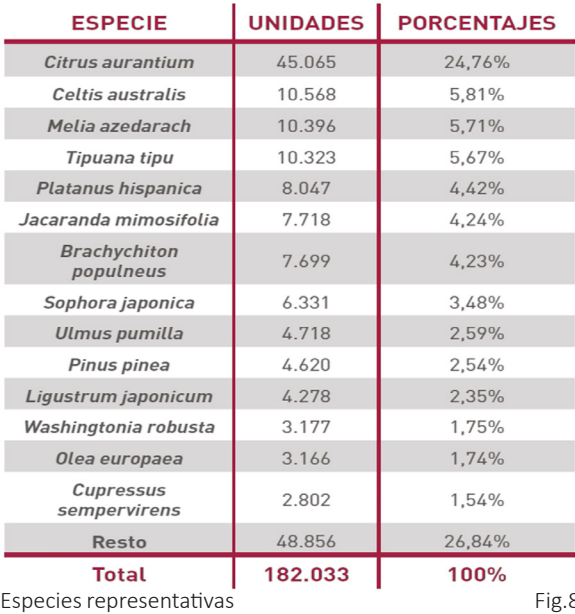 ESPECIE UNIDADES PORCENTAJES
Citrus aurantium 45.065 24,76%
Celtis australis 10.568 5,81%
Melia azedarach 10.396 5,71%
Tipuana tipu 10.323 5,67%
Platanus hispanica 8.047 4,42%
Jacaranda mimosifolia 7.718 4,24%
Brachychiton
populneus 7.699 4,23%
Sophora japonica 6.331 3,48%
Ulmus pumilla 4.718 2,59%
Pinus pinea 4.620 2,54%
Ligustrum japonicum 4.278 2,35%
Washingtonia robusta 3.177 1,75%
Olea europaea 3.166 1,74%
Cupressus
sempervirens 2.802 1,54%
Resto 48.856 26,84%
Total 182.033 100%
Especies representativas Fig.8